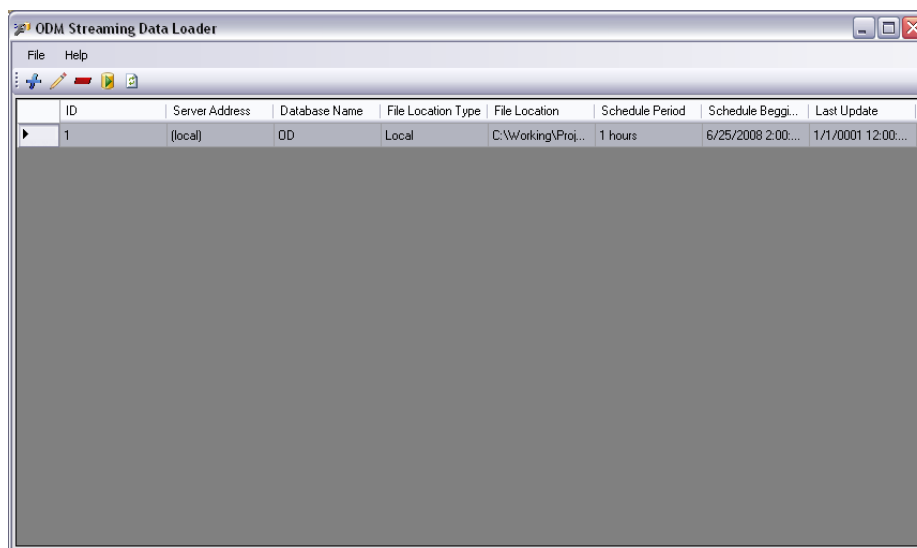 ODM Streaming Data Loader
File Help
ID Server Address Database Name File Location Type File Location Schedule Period Schedule Beggi... Last Update
1 (local) OD Local C:\Working\Proj... 1 hours 6/25/2008 2:00:... 1/1/0001 12:00:...